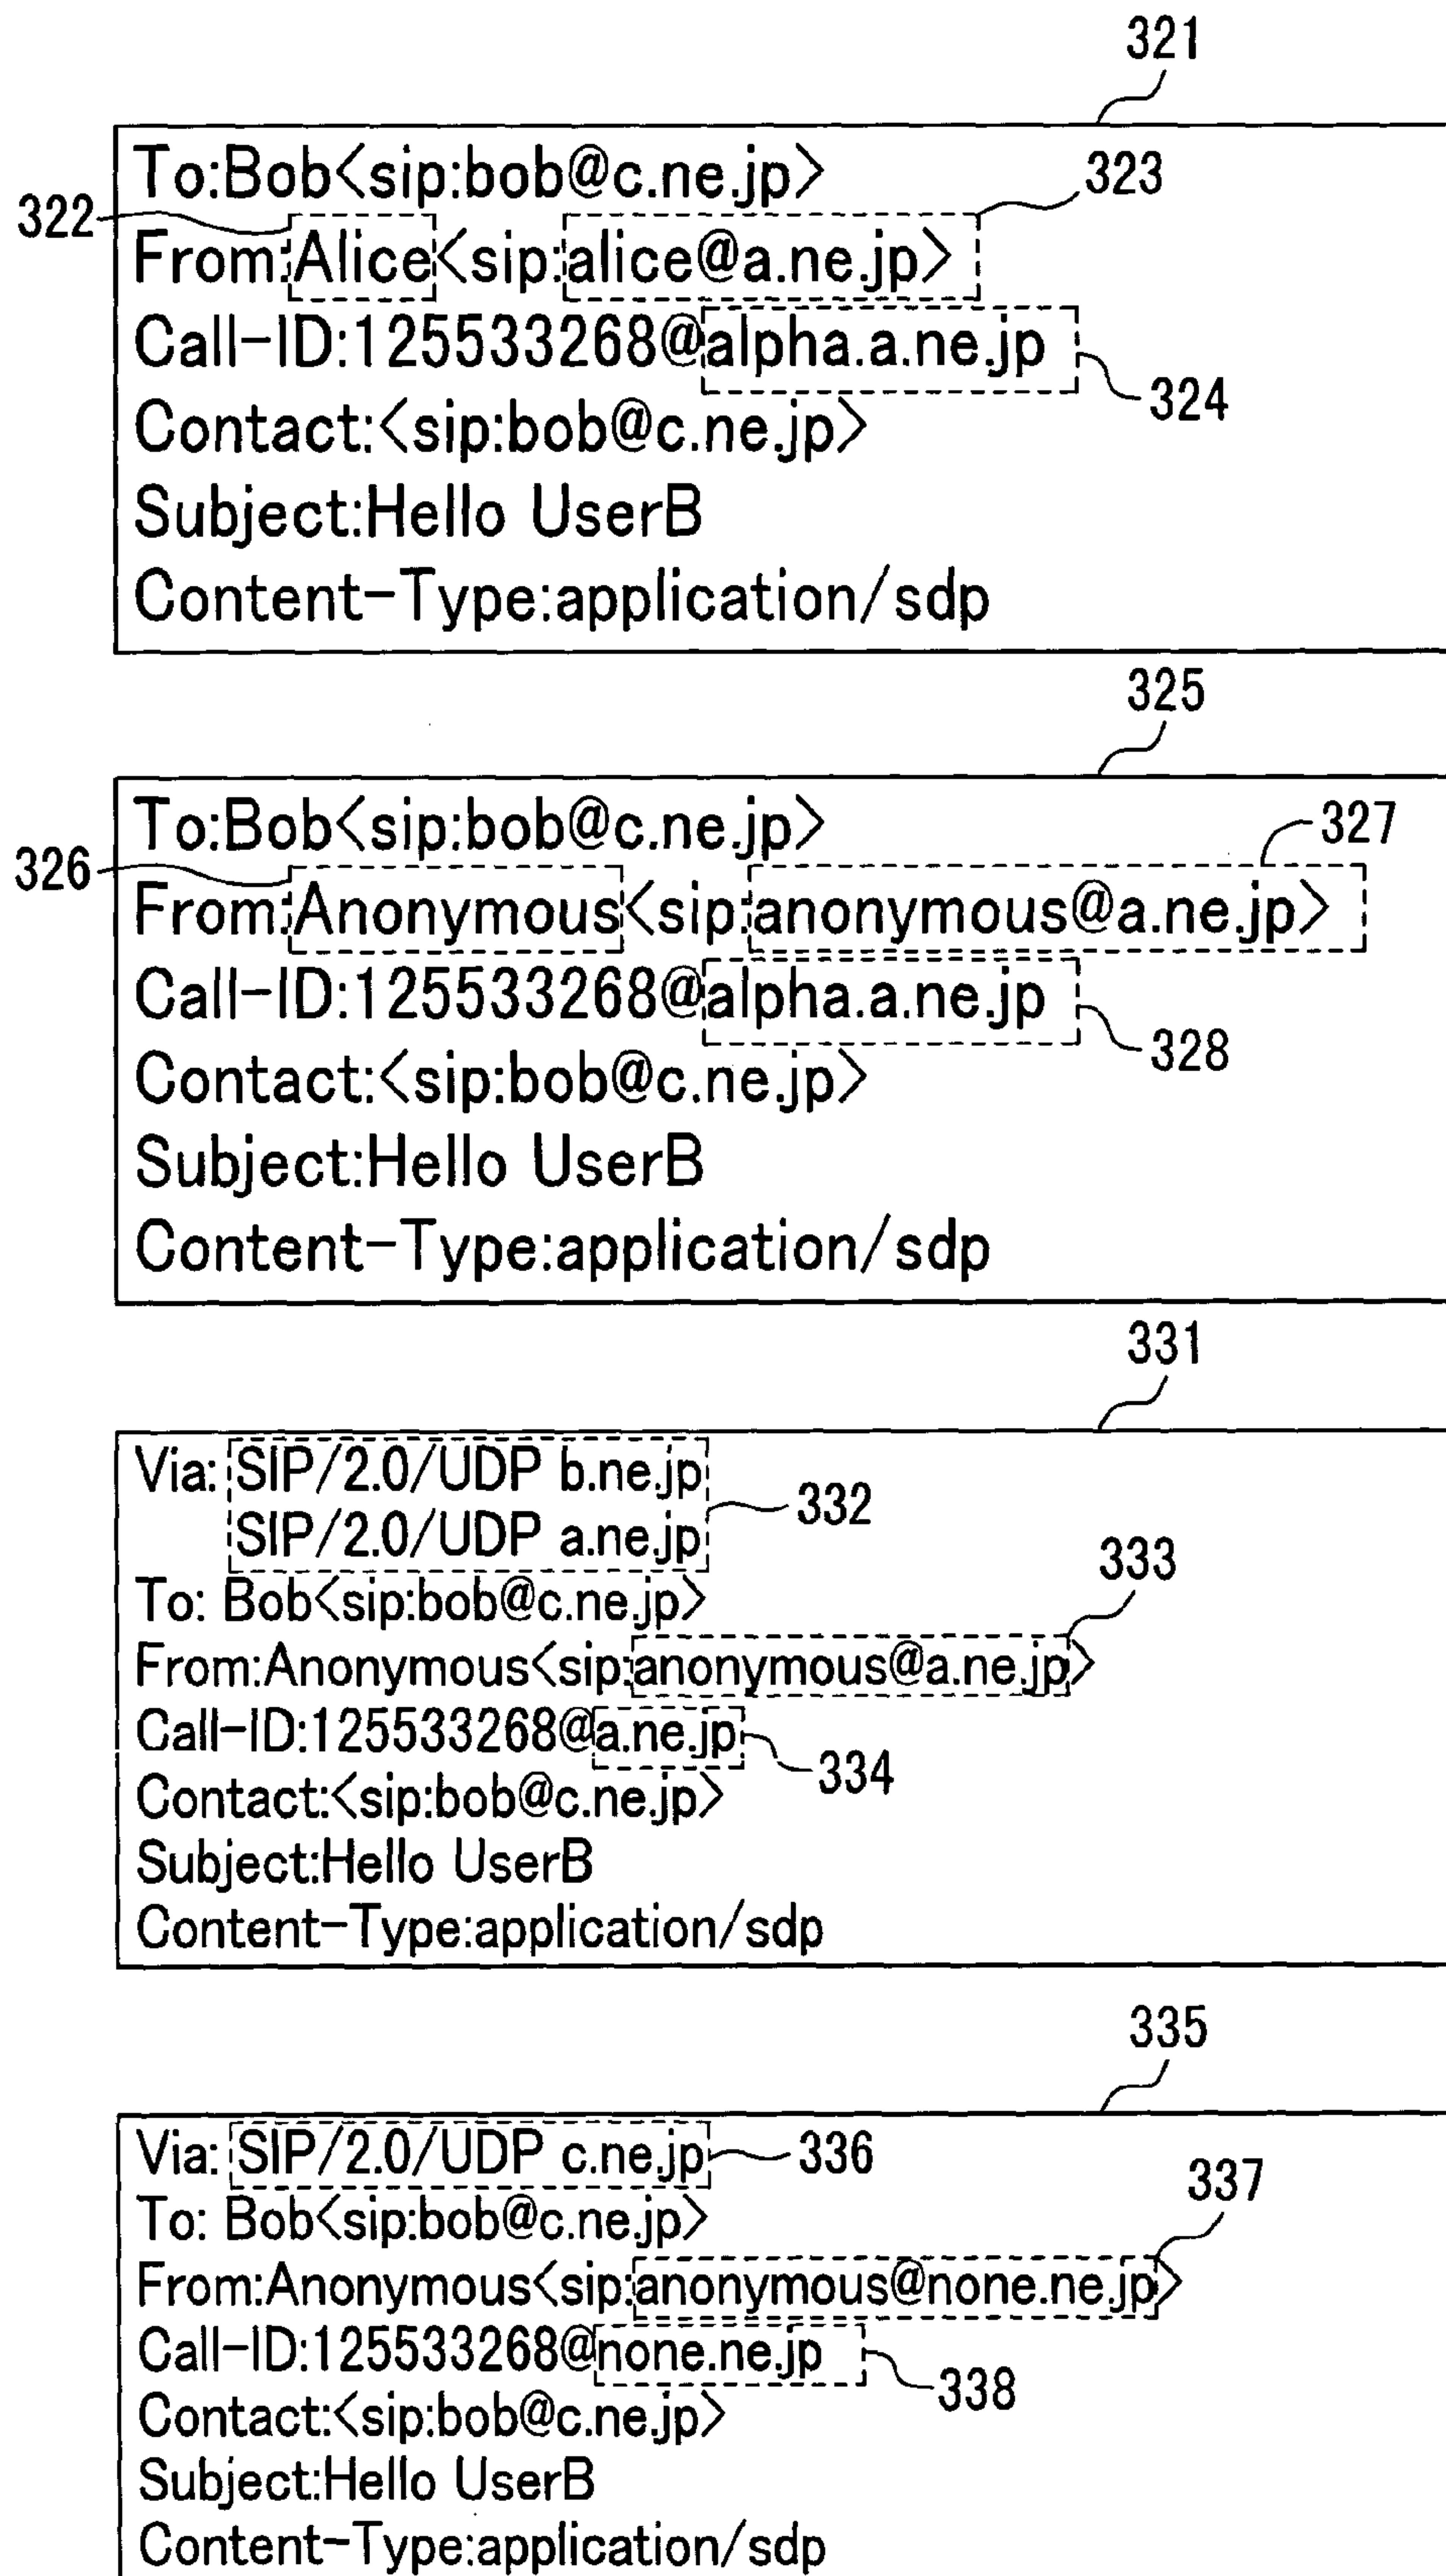 321
To:Bob<sip:bob@c.ne.jp>
323
322
From:Alice<sip:alice@a.ne.jp>
Call-ID:125533268@alpha.a.ne.jp
324
Contact:<sip:bob@c.ne.jp>
Subject:Hello UserB
Content-Type:application/sdp
325
To:Bob<sip:bob@c.ne.jp>
327
326
From:Anonymous<sip:anonymous@a.ne.jp>
Call-ID:125533268@alpha.a.ne.jp
328
Contact:<sip:bob@c.ne.jp>
Subject:Hello UserB
Content-Type:application/sdp
331
Via: SIP/2.0/UDP b.ne.jp
332
SIP/2.0/UDP a.ne.jp
333
To: Bob<sip:bob@c.ne.jp>
From:Anonymous<sip:anonymous@a.ne.jp>
Call-ID:125533268@a.ne.jp
334
Contact:<sip:bob@c.ne.jp>
Subject:Hello UserB
Content-Type:application/sdp
335
Via: SIP/2.0/UDP c.ne.jp
336
337
To: Bob<sip:bob@c.ne.jp>
From:Anonymous<sip:anonymous@none.ne.jp>
Call-ID:125533268@none.ne.jp
338
Contact:<sip:bob@c.ne.jp>
Subject:Hello UserB
Content-Type:application/sdp